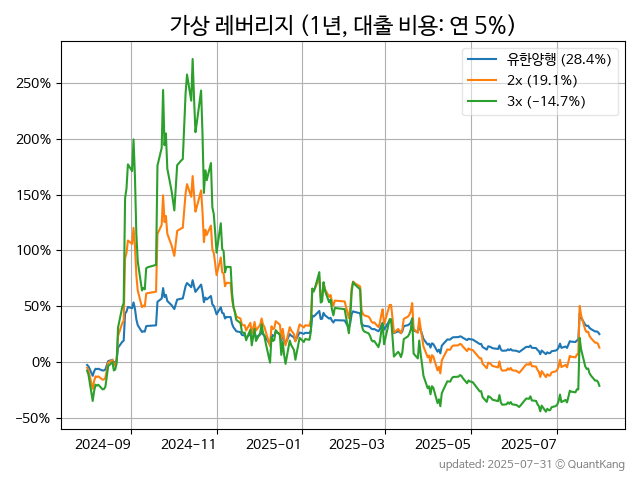 가상 레버리지 (1년, 대출 비용: 연 5%)
유한양행 (28.4%)
2x (19.1%)
3x (−14.7%)
250%
200%
150%
100%
50%
0%
−50%
2024-09 2024-11 2025-01 2025-03 2025-05 2025-07
updated: 2025-07-31 © QuantKang